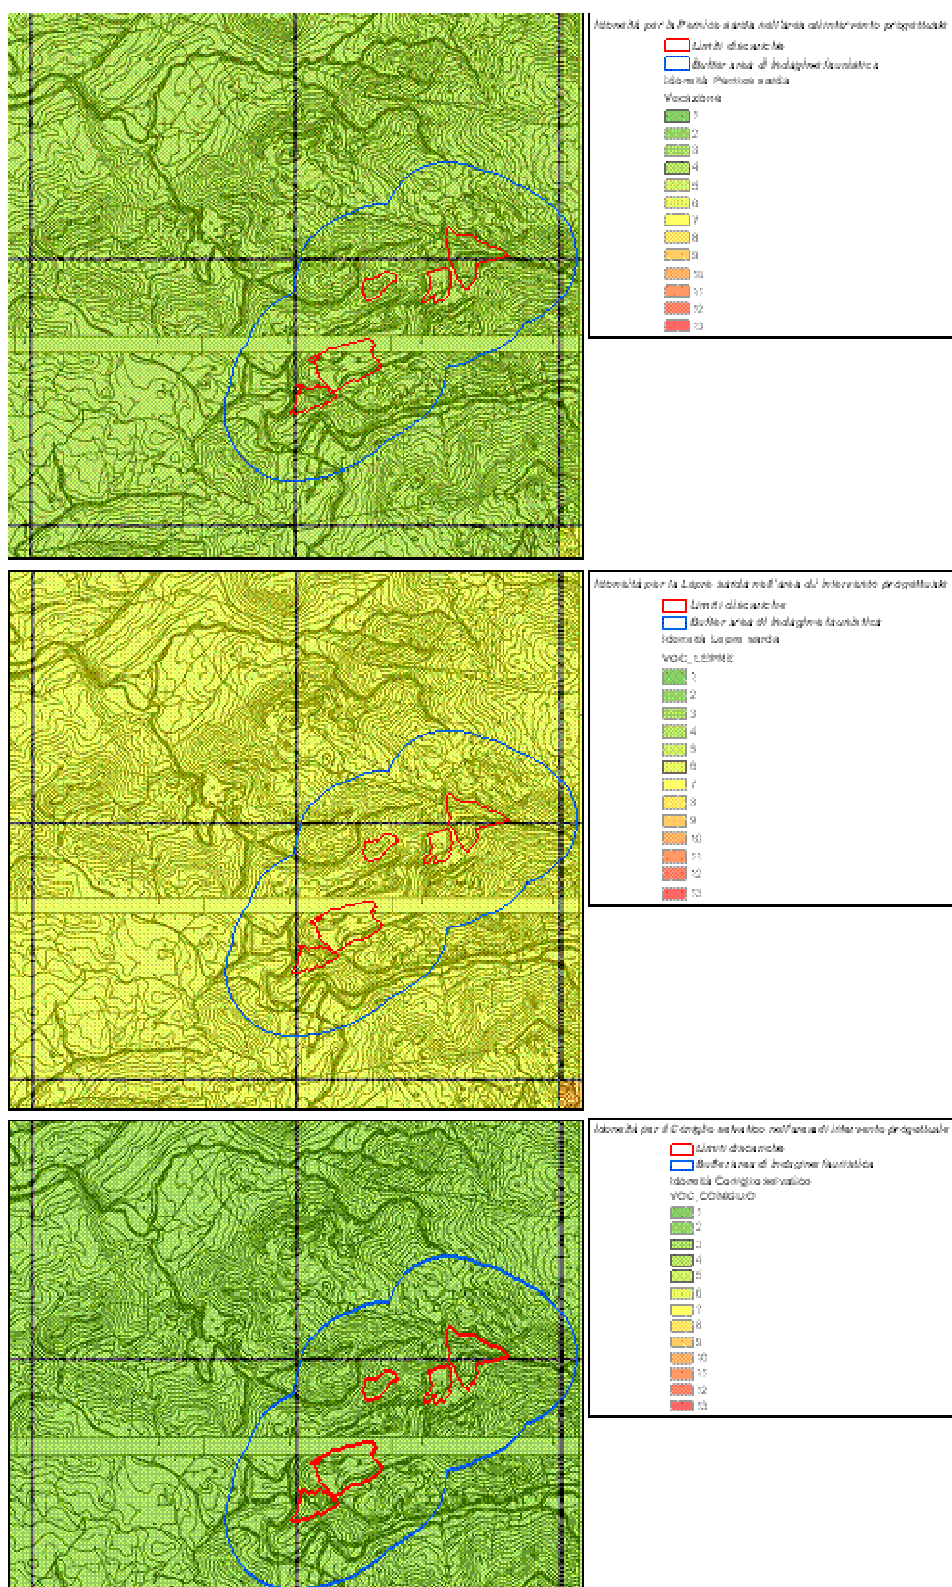 Idoneità per la Pernice sarda nell'area di intervento progettuale
Limiti discariche
Buffer area di indagine faunistica
Idoneità Pernice sarda
Vocazione
1
2
3
4
5
6
7
8
9
10
11
12
13
Idoneità per la Lepre sarda nell'area di intervento progettuale
Limiti discariche
Buffer area di indagine faunistica
Idoneità Lepre sarda
VOC_LEPRE
1
2
3
4
5
6
7
8
9
10
11
12
13
Idoneità per il Coniglio selvatico nell'area di intervento progettuale
Limiti discariche
Buffer area di indagine faunistica
Idoneità Coniglio selvatico
VOC_CONIGLIO
1
2
3
4
5
6
7
8
9
10
11
12
13